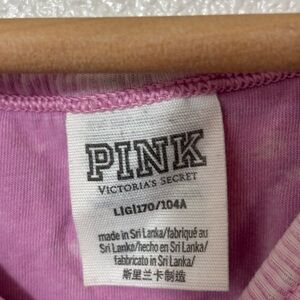 PINK
VICTORIA'S SECRET
L|G|170/104A
made in Sri Lanka/fabriqué au
Sri Lanka/hecho en Sri Lanka/
fabbricato in Sri Lanka/
斯里兰卡制造